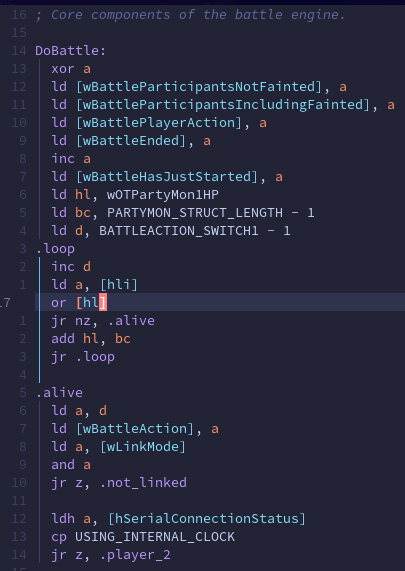 16 ; Core components of the battle engine.
15
14 DoBattle:
13 xor a
12 ld [wBattleParticipantsNotFainted], a
11 ld [wBattleParticipantsIncludingFainted], a
10 ld [wBattlePlayerAction], a
9 ld [wBattleEnded], a
8 inc a
7 ld [wBattleHasJustStarted], a
6 ld hl, wOTPartyMon1HP
5 ld bc, PARTYMON_STRUCT_LENGTH - 1
4 ld d, BATTLEACTION_SWITCH1 - 1
3 .loop
2 inc d
1 ld a, [hli]
17 or [hl]
1 jr nz, .alive
2 add hl, bc
3 jr .loop
4
5 .alive
6 ld a, d
7 ld [wBattleAction], a
8 ld a, [wLinkMode]
9 and a
10 jr z, .not_linked
11
12 ldh a, [hSerialConnectionStatus]
13 cp USING_INTERNAL_CLOCK
14 jr z, .player_2